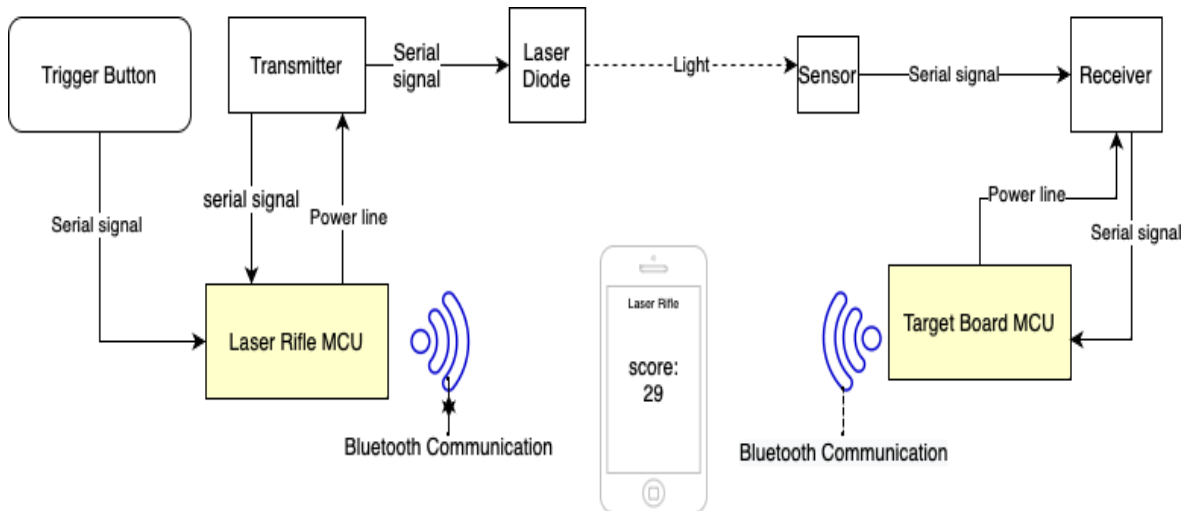 Trigger Button
Transmitter
Serial
signal
Laser
Diode
Light
Sensor
Serial signal
Receiver
serial signal
Power line
Serial signal
Power line
Serial signal
Laser Rifle MCU
Laser Rifle
score:
29
Target Board MCU
Bluetooth Communication
Bluetooth Communication